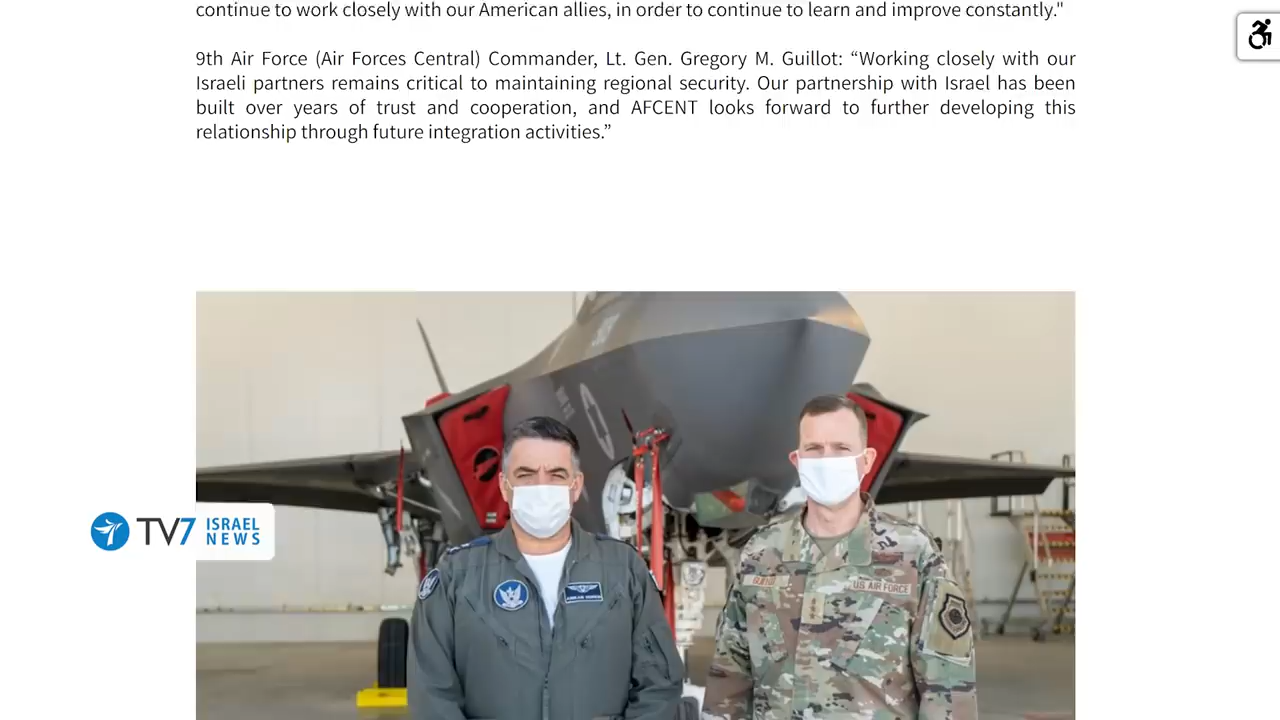 continue to work closely with our American allies, in order to continue to learn and improve constantly."
9th Air Force (Air Forces Central) Commander, Lt. Gen. Gregory M. Guillot: “Working closely with our
Israeli partners remains critical to maintaining regional security. Our partnership with Israel has been
built over years of trust and cooperation, and AFCENT looks forward to further developing this
relationship through future integration activities.”
TV7 ISRAEL
NEWS
US AIR FORCE